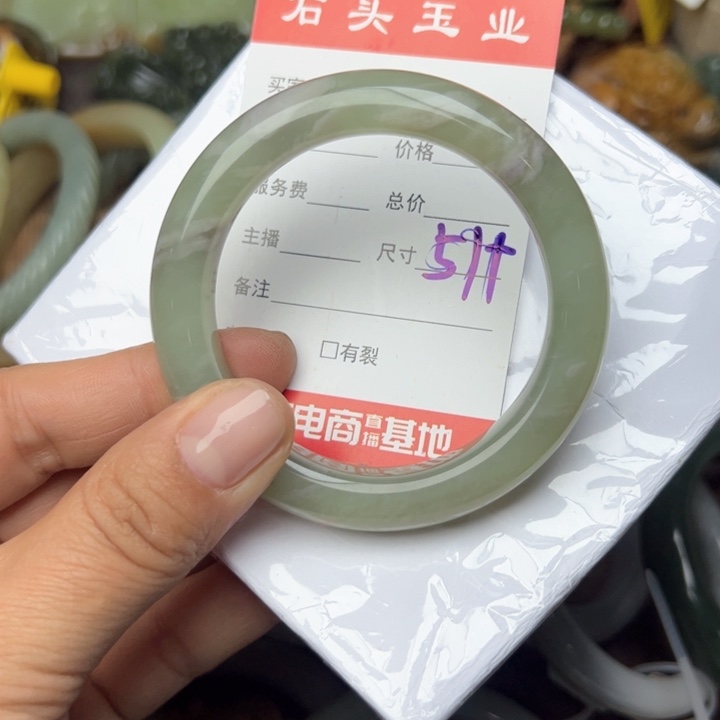 石头玉业
买家
价格
服务费 总价
主播 尺寸
备注
□有裂
电商直播基地